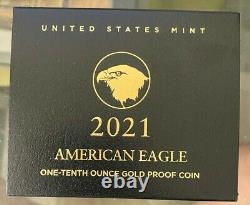 UNITED STATES MINT
2021
AMERICAN EAGLE
ONE-TENTH OUNCE GOLD PROOF COIN